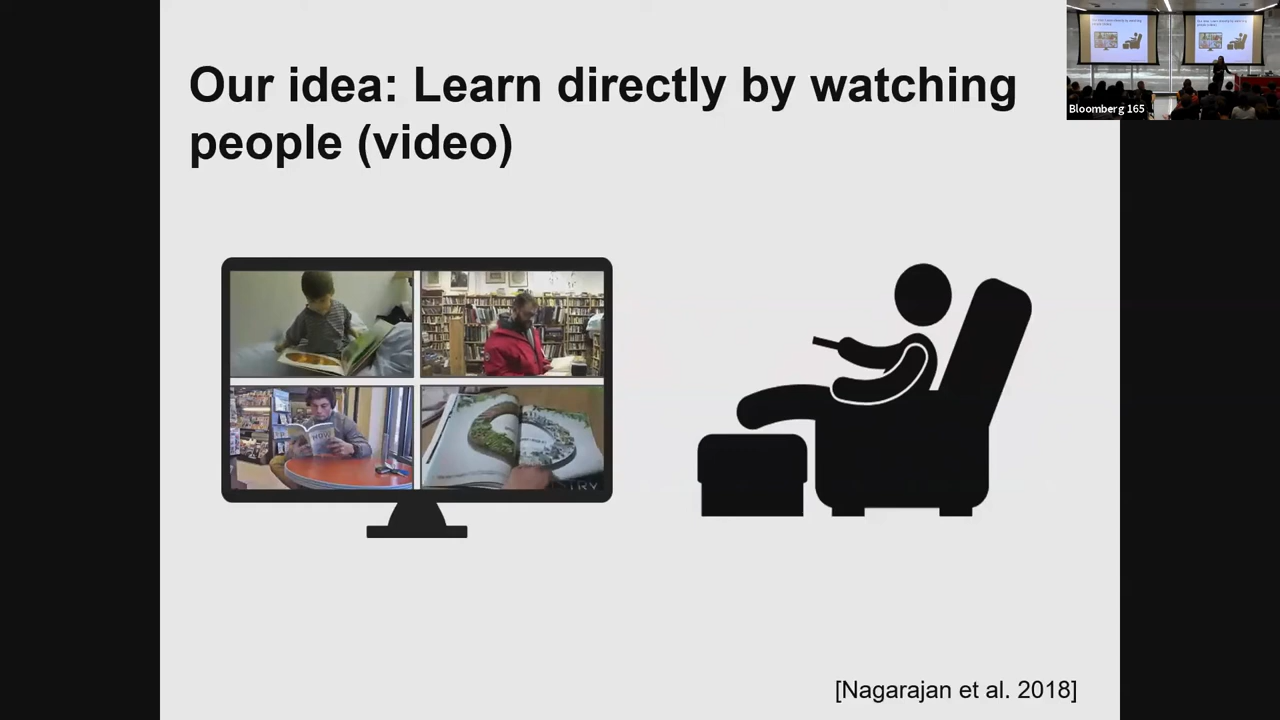 Our idea: Learn directly by watching
people (video)
Bloomberg 165
[Nagarajan et al. 2018]